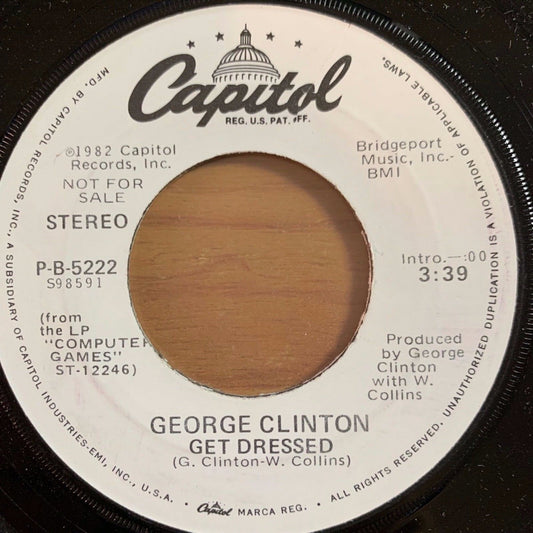 Capitol
REG. U.S. PAT. OFF.
℗1982 Capitol
Records, Inc.
NOT FOR
SALE
STEREO
P-B-5222
S98591
(from
the LP
"COMPUTER
GAMES"
ST-12246)
Bridgeport
Music, Inc.-
BMI
Intro.—:00
3:39
Produced
by George
Clinton
with W.
Collins
GEORGE CLINTON
GET DRESSED
(G. Clinton-W. Collins)
MFD. BY CAPITOL RECORDS, INC., A SUBSIDIARY OF CAPITOL INDUSTRIES-EMI, INC., U.S.A. • Capitol MARCA REG. • ALL RIGHTS RESERVED. UNAUTHORIZED DUPLICATION IS A VIOLATION OF APPLICABLE LAWS.